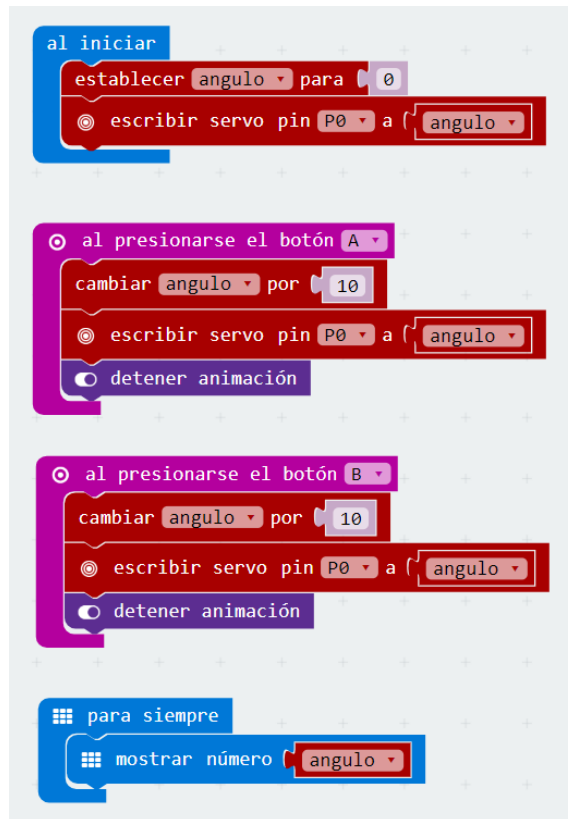 al iniciar
establecer angulo para 0
escribir servo pin P0 a angulo
al presionarse el botón A
cambiar angulo por 10
escribir servo pin P0 a angulo
detener animación
al presionarse el botón B
cambiar angulo por 10
escribir servo pin P0 a angulo
detener animación
para siempre
mostrar número angulo